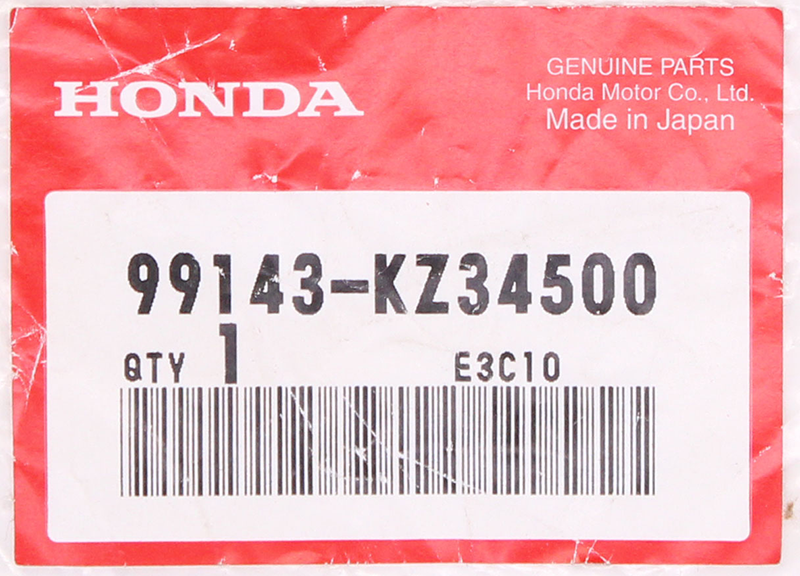 HONDA
GENUINE PARTS
Honda Motor Co., Ltd.
Made in Japan
99143-KZ34500
QTY 1 E3C10